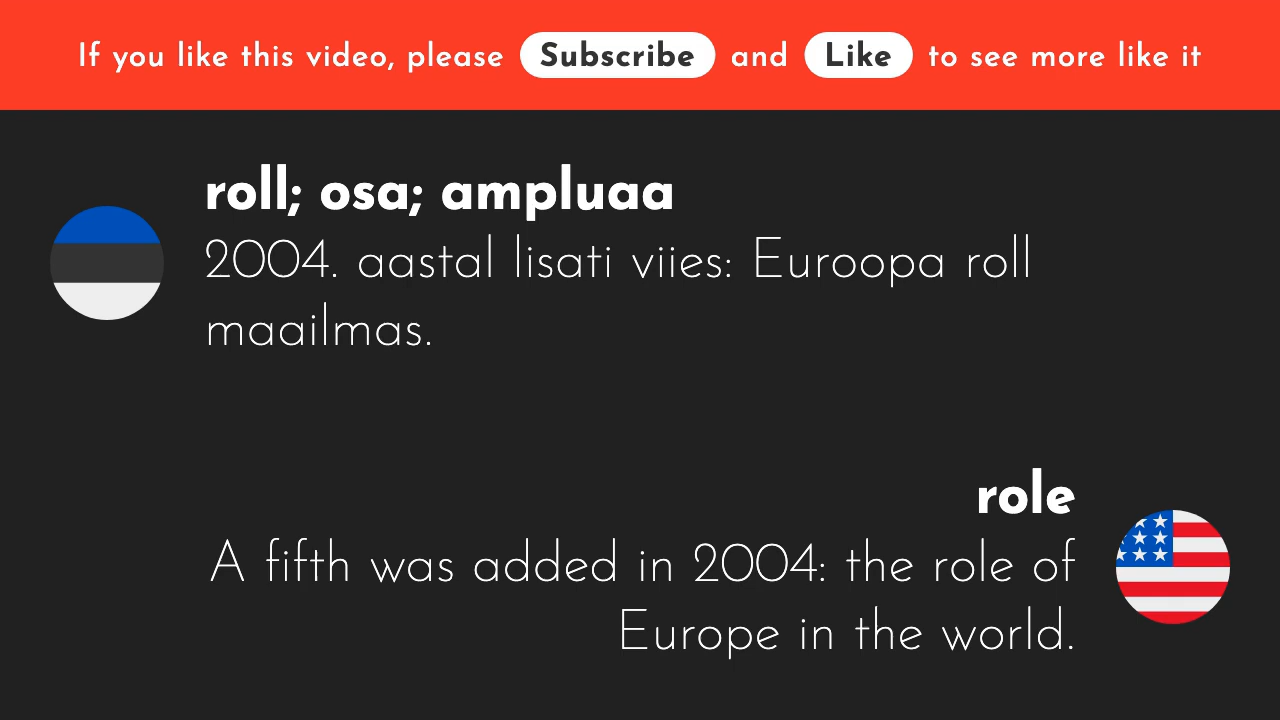 If you like this video, please Subscribe and Like to see more like it
roll; osa; ampluaa
2004. aastal lisati viies: Euroopa roll
maailmas.
role
A fifth was added in 2004: the role of
Europe in the world.